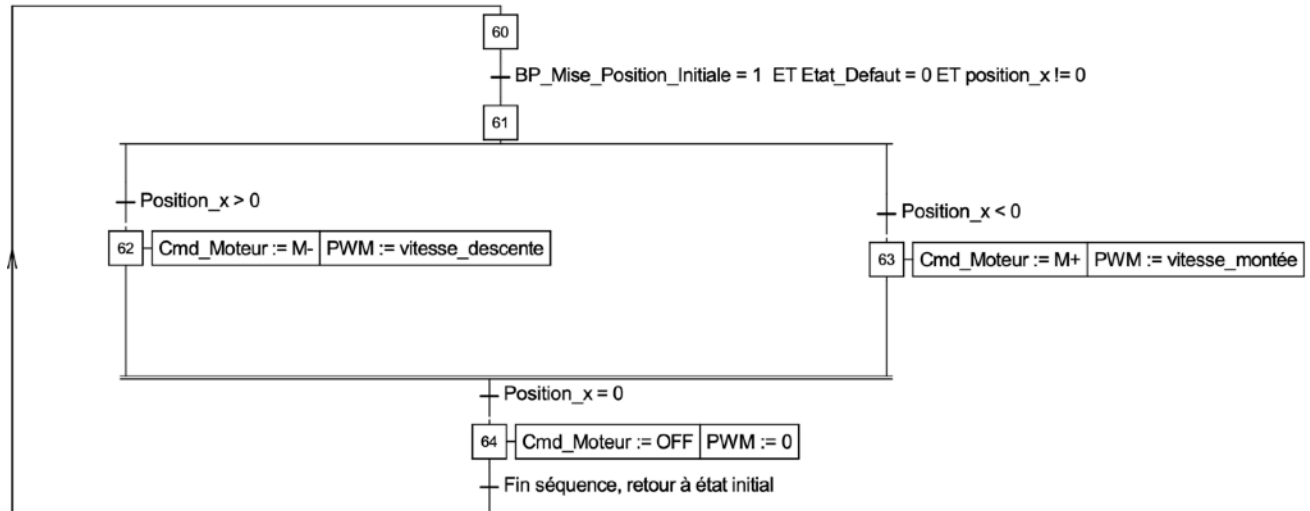 60
BP_Mise_Position_Initiale = 1 ET Etat_Defaut = 0 ET position_x != 0
61
Position_x > 0
Position_x < 0
62 Cmd_Moteur := M- PWM := vitesse_descente
63 Cmd_Moteur := M+ PWM := vitesse_montée
Position_x = 0
64 Cmd_Moteur := OFF PWM := 0
Fin séquence, retour à état initial